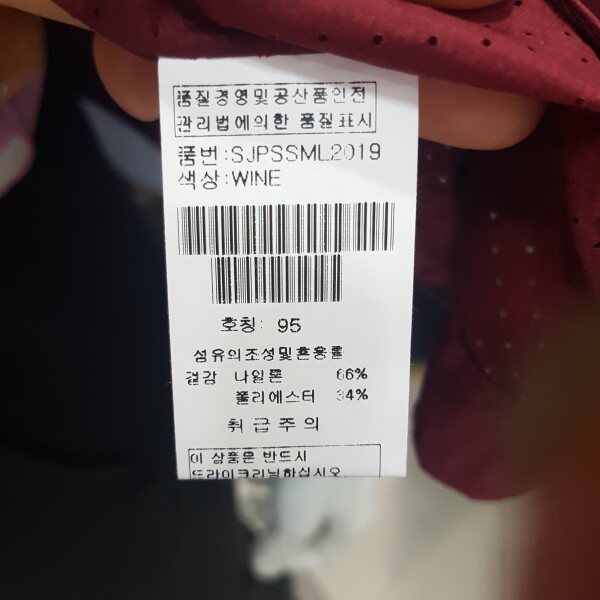 품질경영및공산품안전
관리법에의한 품질표시
품번:SJPSSML2019
색상:WINE
호칭: 95
섬유의조성및혼용률
겉감 나일론 66%
폴리에스터 34%
취급주의
이 상품은 반드시
드라이크리닝하십시오.